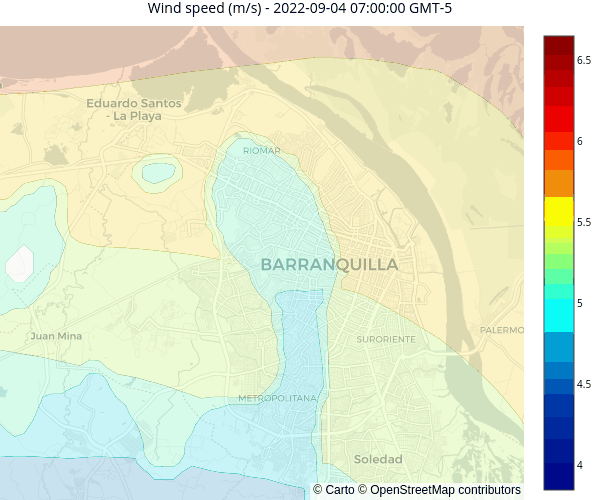 Wind speed (m/s) - 2022-09-04 07:00:00 GMT-5
Eduardo Santos
- La Playa
RIOMAR
BARRANQUILLA
Juan Mina
SURORIENTE
PALERMO
METROPOLITANA
Soledad
© Carto © OpenStreetMap contributors
6.5
6
5.5
5
4.5
4